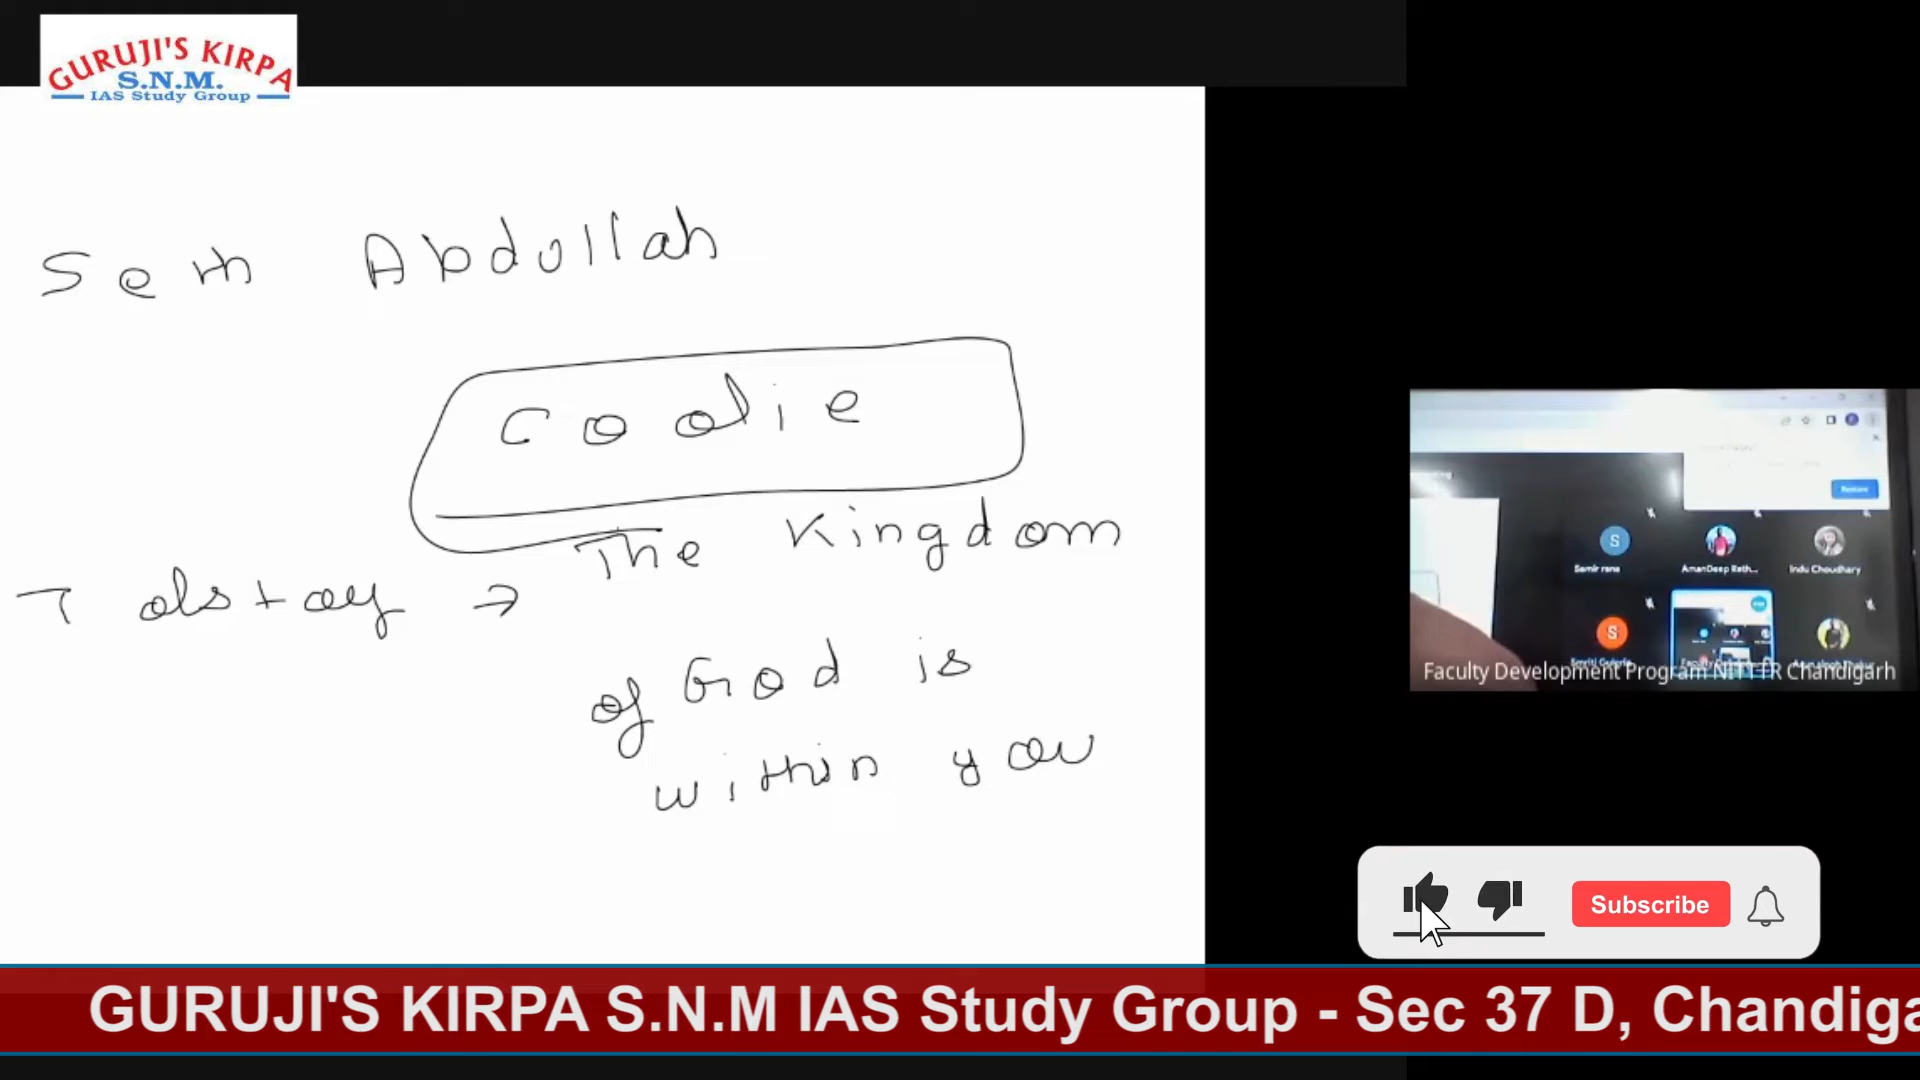 GURUJI'S KIRPA
S.N.M.
IAS Study Group
Seth Abdullah
Coolie
Tolstoy → The Kingdom
of God is
within you
Samir rana
AmanDeep Rath...
Indu Choudhary
Faculty Development Program NITTTR Chandigarh
Subscribe
GURUJI'S KIRPA S.N.M IAS Study Group - Sec 37 D, Chandiga